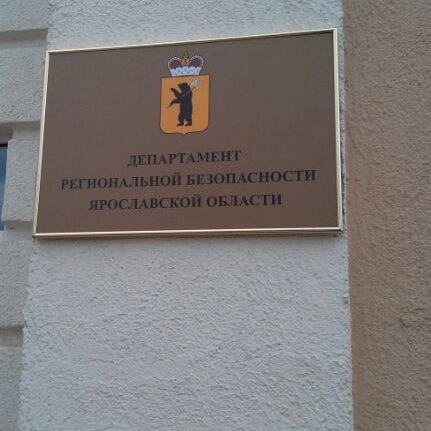 ДЕПАРТАМЕНТ
РЕГИОНАЛЬНОЙ БЕЗОПАСНОСТИ
ЯРОСЛАВСКОЙ ОБЛАСТИ